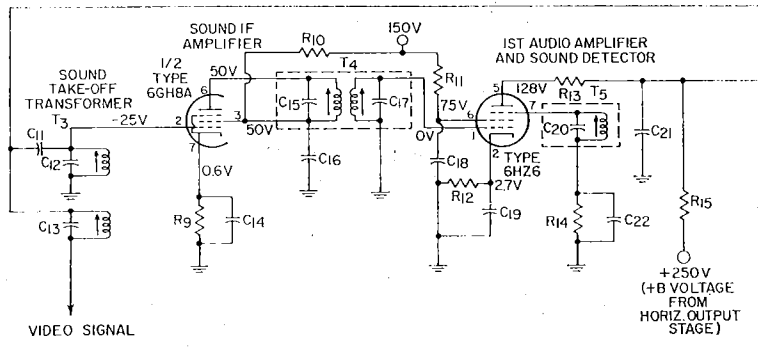 SOUND IF
AMPLIFIER
150V
1ST AUDIO AMPLIFIER
AND SOUND DETECTOR
R10
1/2
TYPE
6GH8A
SOUND
TAKE-OFF
TRANSFORMER
T3
50V
T4
R11
128V
R13
T5
6
C15
C17
75V
5
7
C11
-25V
2
3
50V
0V
6
1
C20
C21
C12
7
2
TYPE
6HZ6
0.6V
C16
C18
2.7V
R12
C13
R9
C14
C19
R14
C22
R15
+250V
(+B VOLTAGE
FROM
HORIZ. OUTPUT
STAGE)
VIDEO SIGNAL